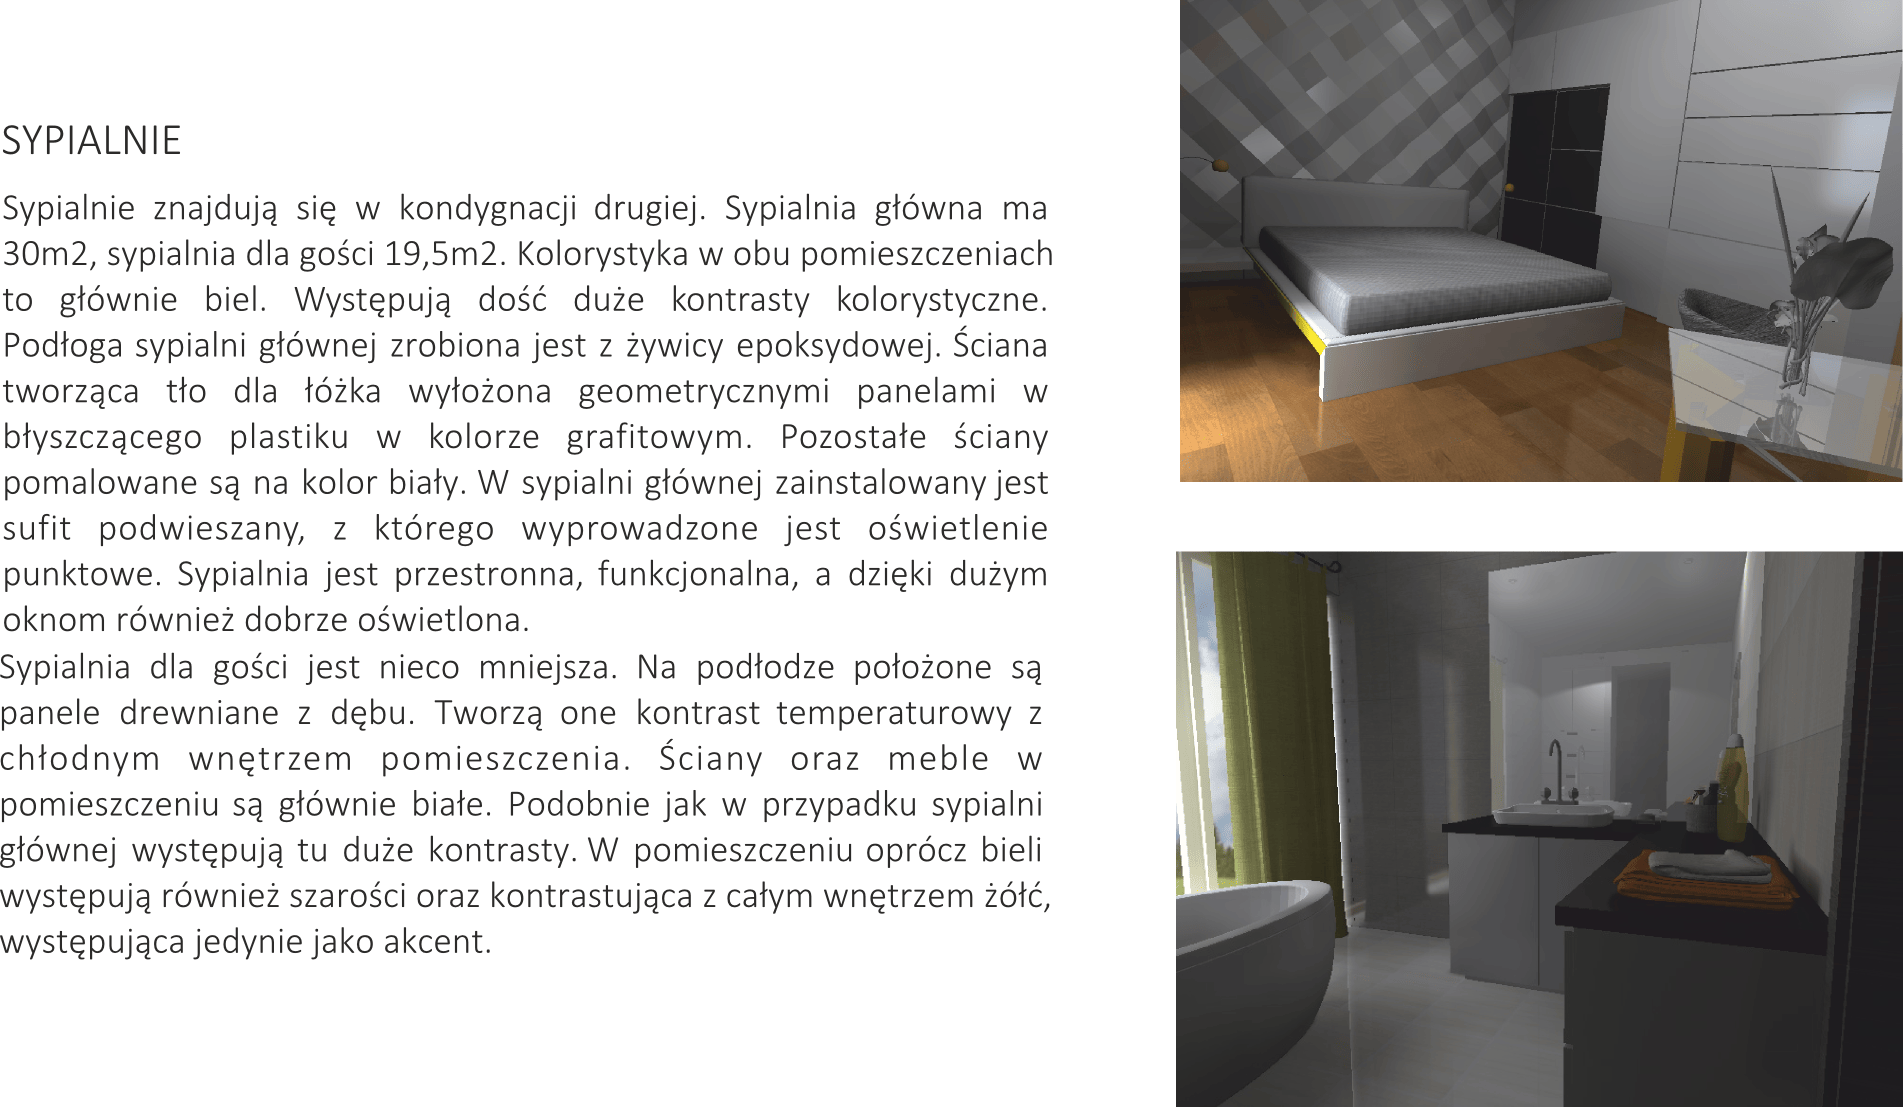 SYPIALNIE
Sypialnie znajdują się w kondygnacji drugiej. Sypialnia główna ma
30m2, sypialnia dla gości 19,5m2. Kolorystyka w obu pomieszczeniach
to głównie biel. Występują dość duże kontrasty kolorystyczne.
Podłoga sypialni głównej zrobiona jest z żywicy epoksydowej. Ściana
tworząca tło dla łóżka wyłożona geometrycznymi panelami w
błyszczącego plastiku w kolorze grafitowym. Pozostałe ściany
pomalowane są na kolor biały. W sypialni głównej zainstalowany jest
sufit podwieszany, z którego wyprowadzone jest oświetlenie
punktowe. Sypialnia jest przestronna, funkcjonalna, a dzięki dużym
oknom również dobrze oświetlona.
Sypialnia dla gości jest nieco mniejsza. Na podłodze położone są
panele drewniane z dębu. Tworzą one kontrast temperaturowy z
chłodnym wnętrzem pomieszczenia. Ściany oraz meble w
pomieszczeniu są głównie białe. Podobnie jak w przypadku sypialni
głównej występują tu duże kontrasty. W pomieszczeniu oprócz bieli
występują również szarości oraz kontrastująca z całym wnętrzem żółć,
występująca jedynie jako akcent.